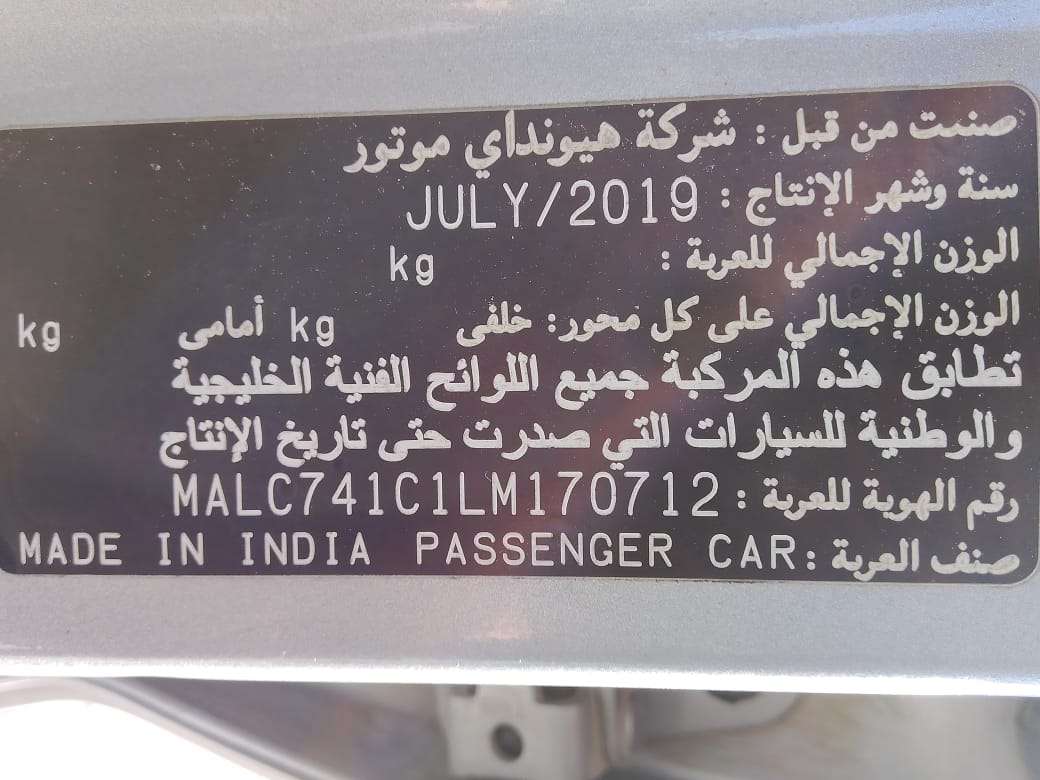 صنعت من قبل : شركة هيونداي موتور
سنة وشهر الإنتاج : JULY/2019
الوزن الإجمالي للعربة : kg
الوزن الإجمالي على كل محور: خلفى kg أمامى kg
تطابق هذه المركبة جميع اللوائح الفنية الخليجية
والوطنية للسيارات التي صدرت حتى تاريخ الإنتاج
رقم الهوية للعربة : MALC741C1LM170712
صنف العربة : MADE IN INDIA PASSENGER CAR